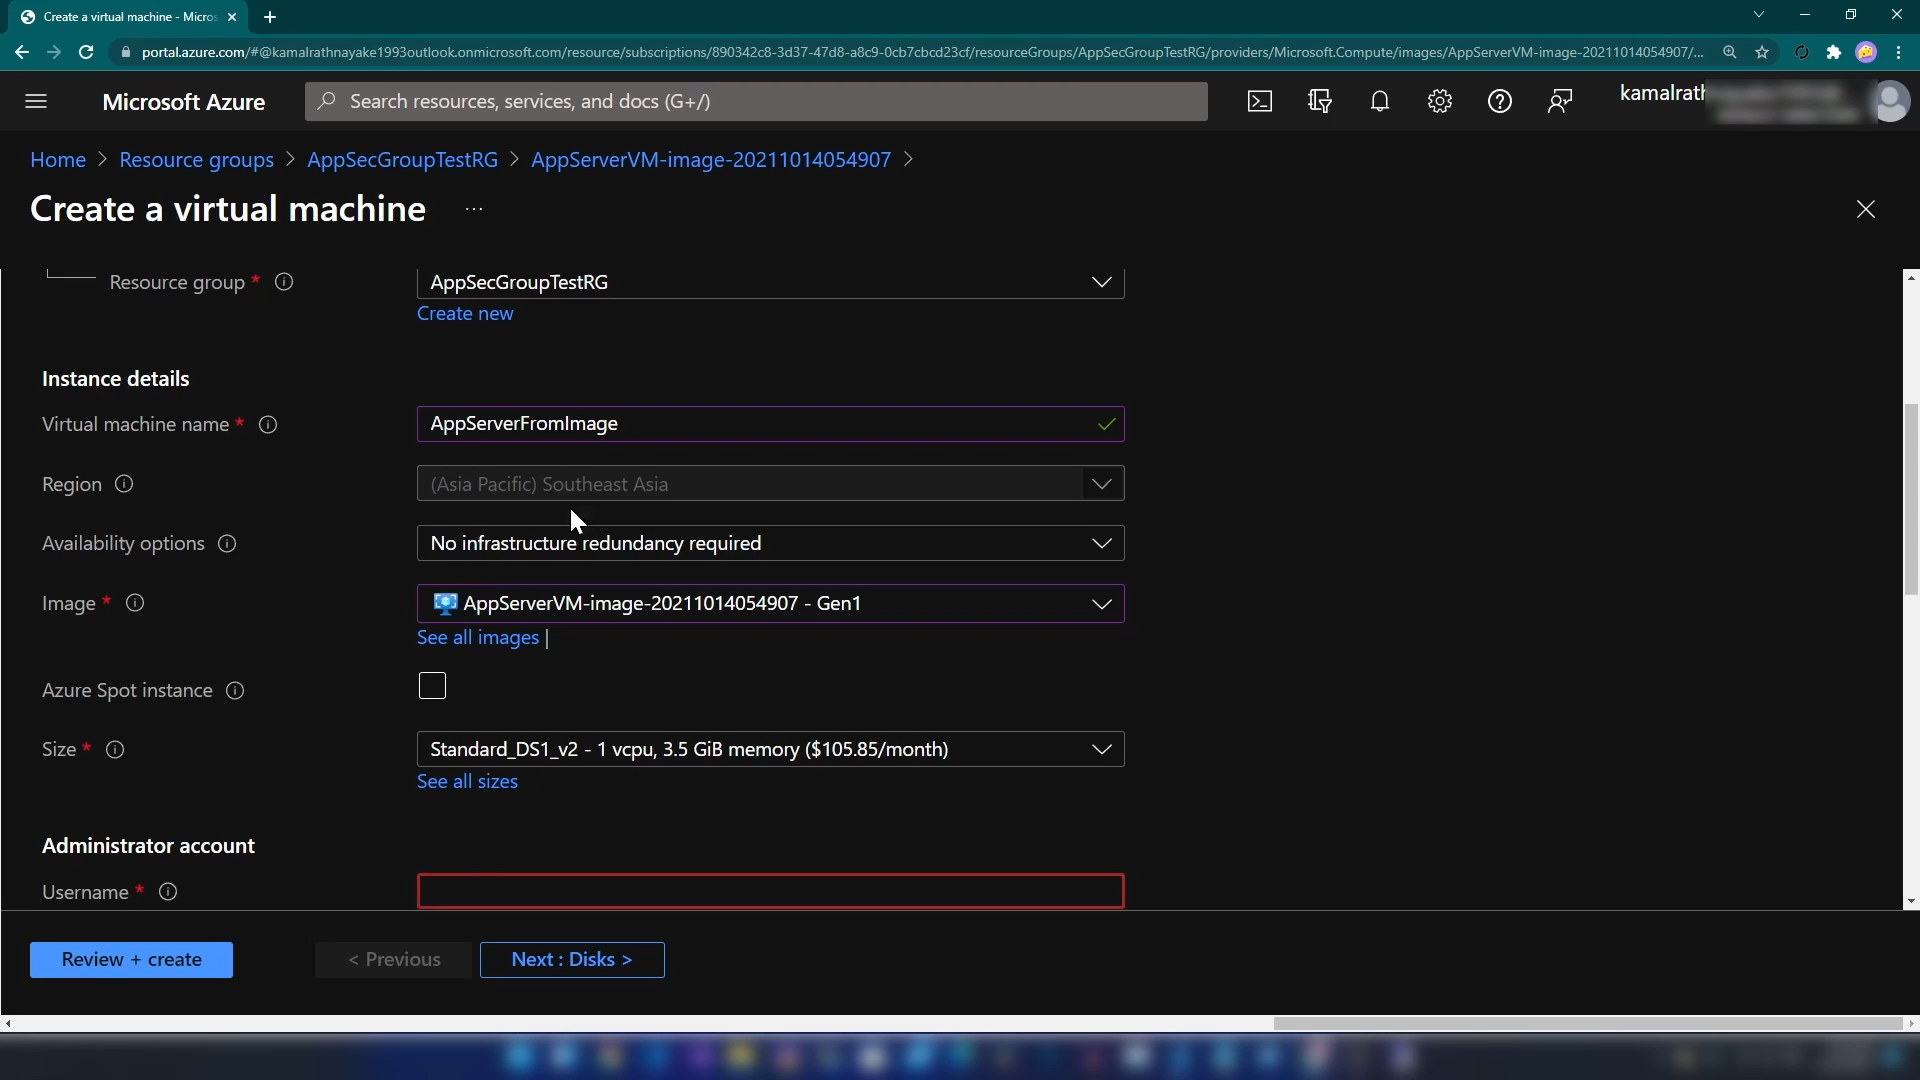 Create a virtual machine - Micros
portal.azure.com/#@kamalrathnayake1993outlook.onmicrosoft.com/resource/subscriptions/890342c8-3d37-47d8-a8c9-0cb7cbcd23cf/resourceGroups/AppSecGroupTestRG/providers/Microsoft.Compute/images/AppServerVM-image-20211014054907/...
Microsoft Azure
Search resources, services, and docs (G+/)
kamalrath
Home > Resource groups > AppSecGroupTestRG > AppServerVM-image-20211014054907 >
Create a virtual machine ...
Resource group * AppSecGroupTestRG
Create new
Instance details
Virtual machine name * AppServerFromImage
Region (Asia Pacific) Southeast Asia
Availability options No infrastructure redundancy required
Image * AppServerVM-image-20211014054907 - Gen1
See all images |
Azure Spot instance
Size * Standard_DS1_v2 - 1 vcpu, 3.5 GiB memory ($105.85/month)
See all sizes
Administrator account
Username *
Review + create < Previous Next : Disks >